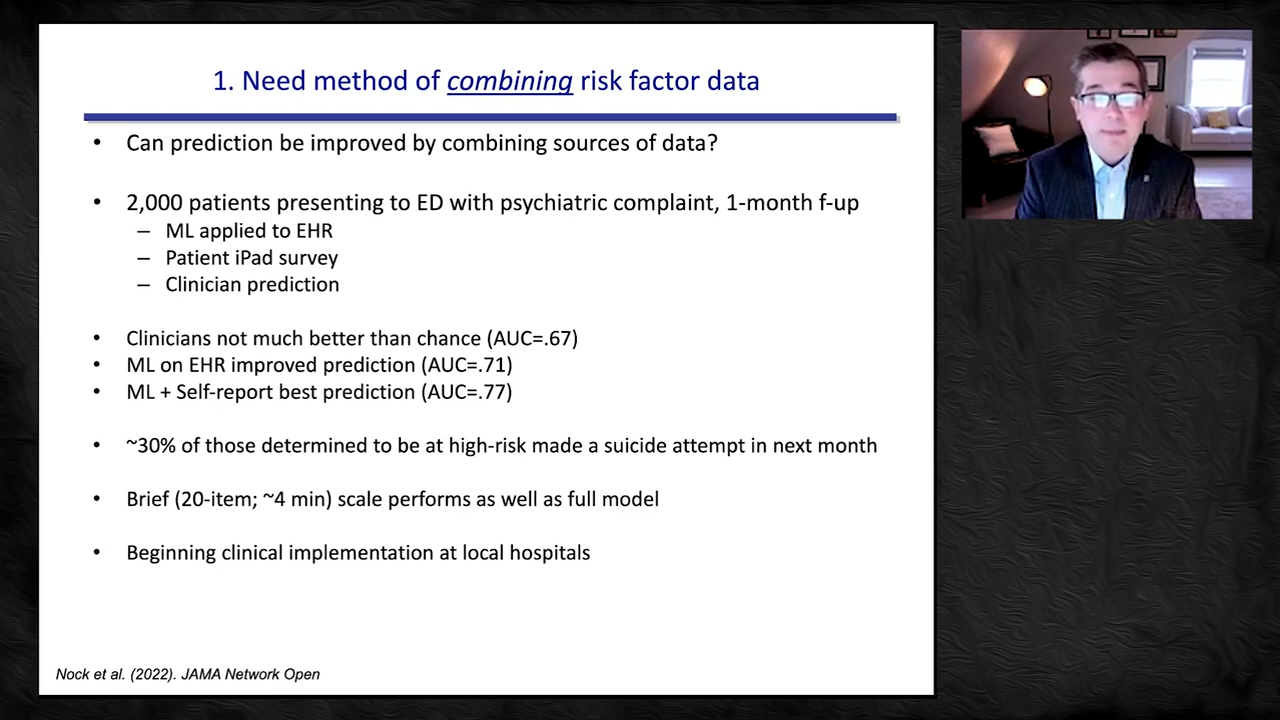 1. Need method of combining risk factor data
• Can prediction be improved by combining sources of data?
• 2,000 patients presenting to ED with psychiatric complaint, 1-month f-up
– ML applied to EHR
– Patient iPad survey
– Clinician prediction
• Clinicians not much better than chance (AUC=.67)
• ML on EHR improved prediction (AUC=.71)
• ML + Self-report best prediction (AUC=.77)
• ~30% of those determined to be at high-risk made a suicide attempt in next month
• Brief (20-item; ~4 min) scale performs as well as full model
• Beginning clinical implementation at local hospitals
Nock et al. (2022). JAMA Network Open